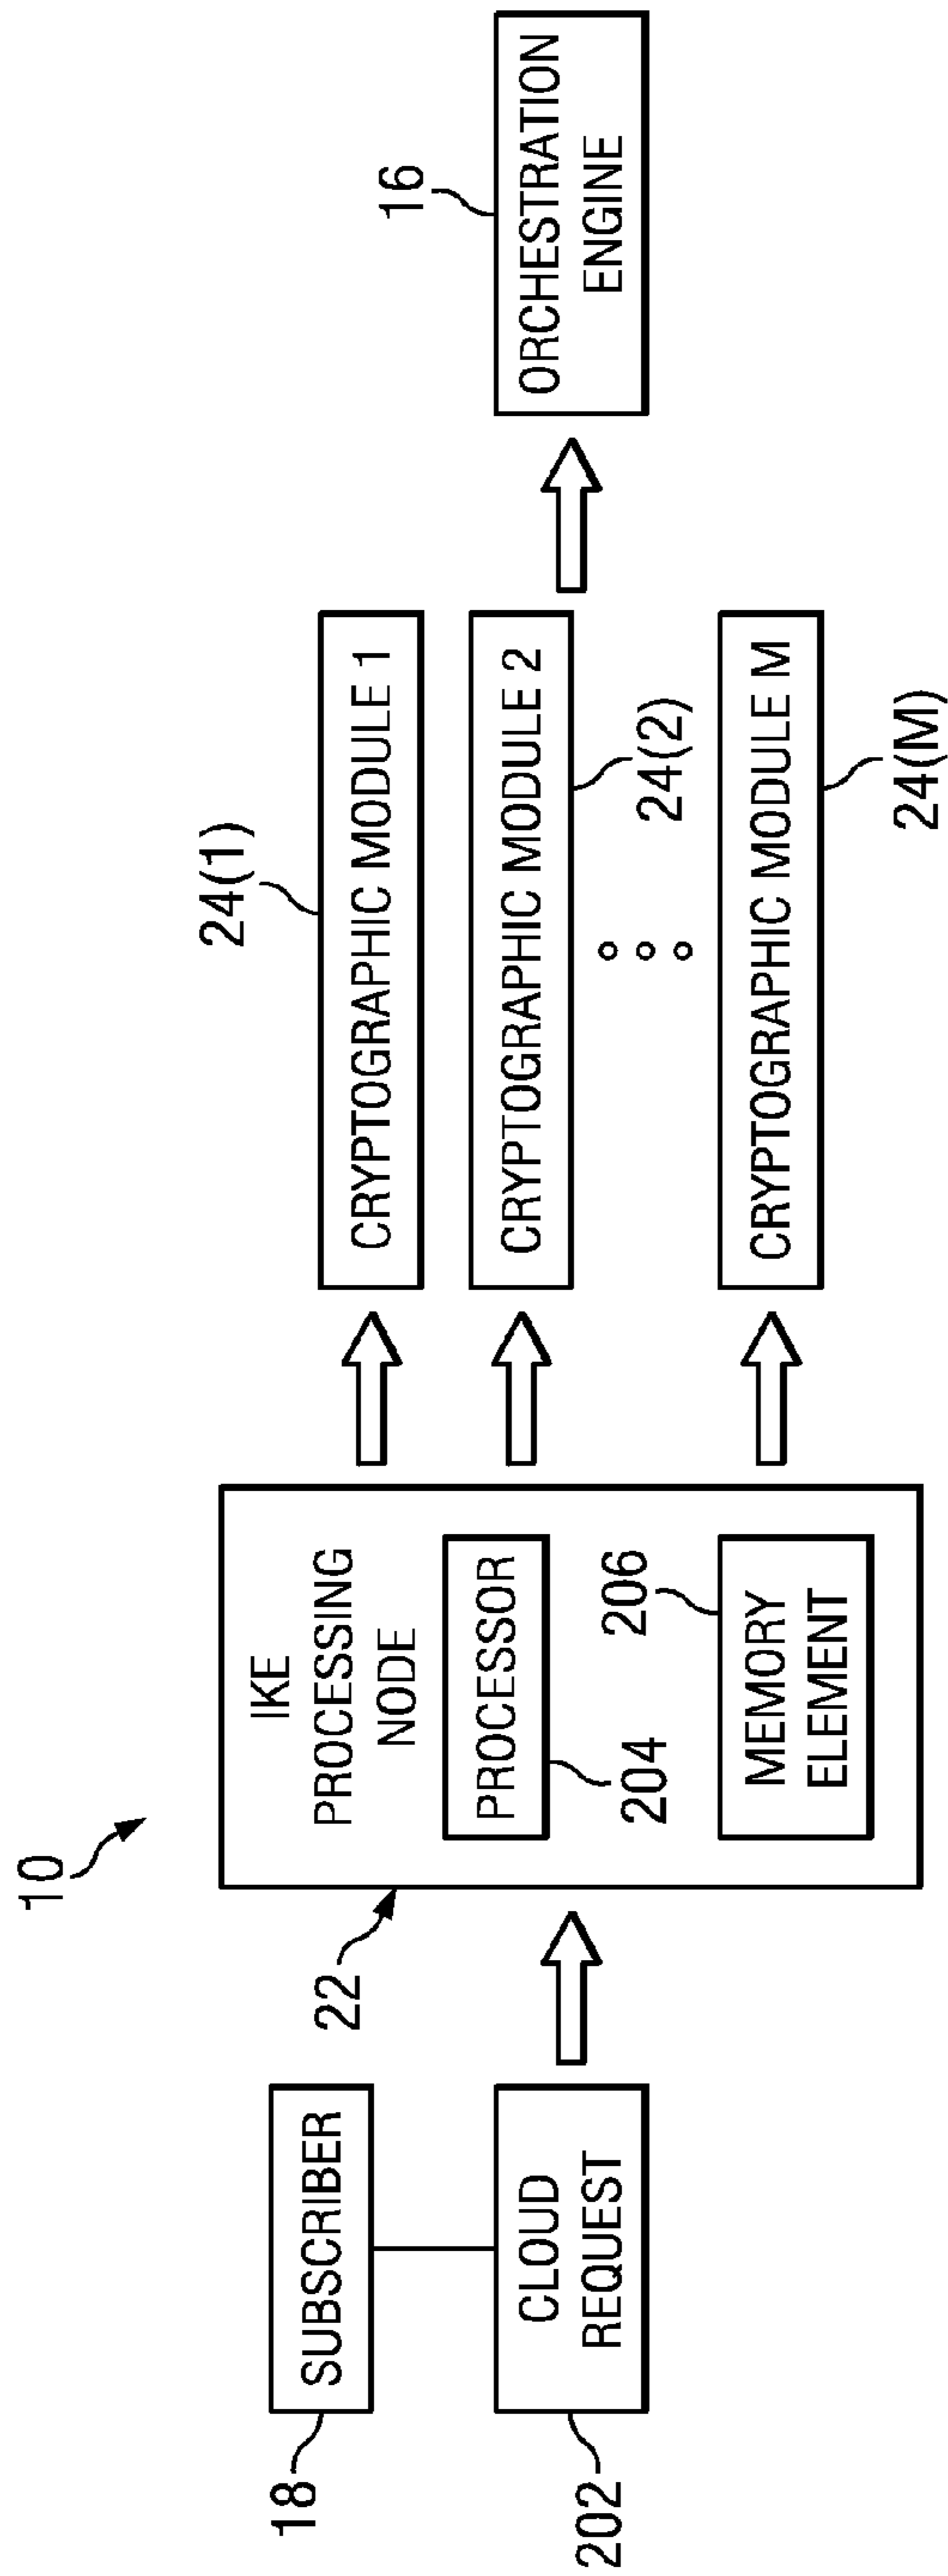 10
18
SUBSCRIBER
CLOUD
REQUEST
202
22
IKE
PROCESSING
NODE
PROCESSOR
204
206
MEMORY
ELEMENT
24(1)
CRYPTOGRAPHIC MODULE 1
CRYPTOGRAPHIC MODULE 2
24(2)
CRYPTOGRAPHIC MODULE M
24(M)
16
ORCHESTRATION
ENGINE